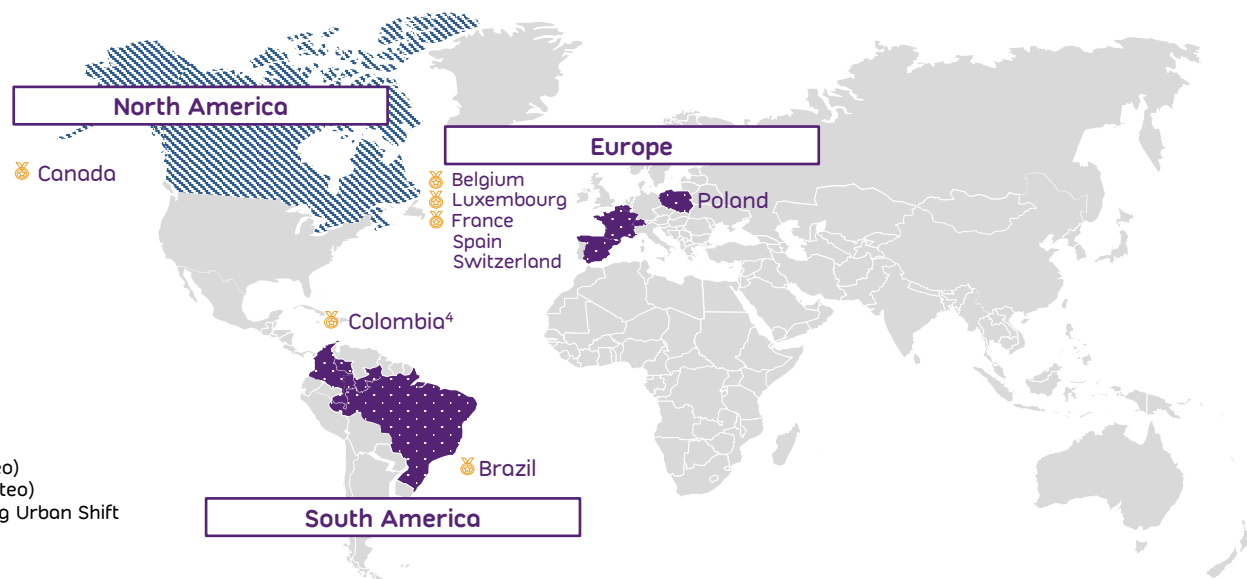 North America
Canada
Europe
Belgium
Luxembourg
France
Spain
Switzerland
Poland
Colombia⁴
Brazil
South America
Urban Shift